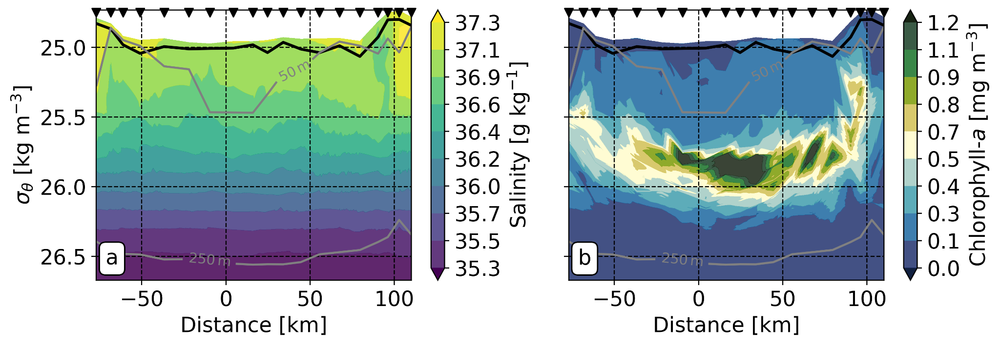 25.0
25.5
26.0
26.5
σθ [kg m−3]
50 m
250 m
a
−50
0
50
100
Distance [km]
37.3
37.1
36.9
36.6
36.4
36.2
36.0
35.7
35.5
35.3
Salinity [g kg−1]
50 m
250 m
b
−50
0
50
100
Distance [km]
1.2
1.1
0.9
0.8
0.7
0.5
0.4
0.3
0.1
0.0
Chlorophyll-a [mg m−3]